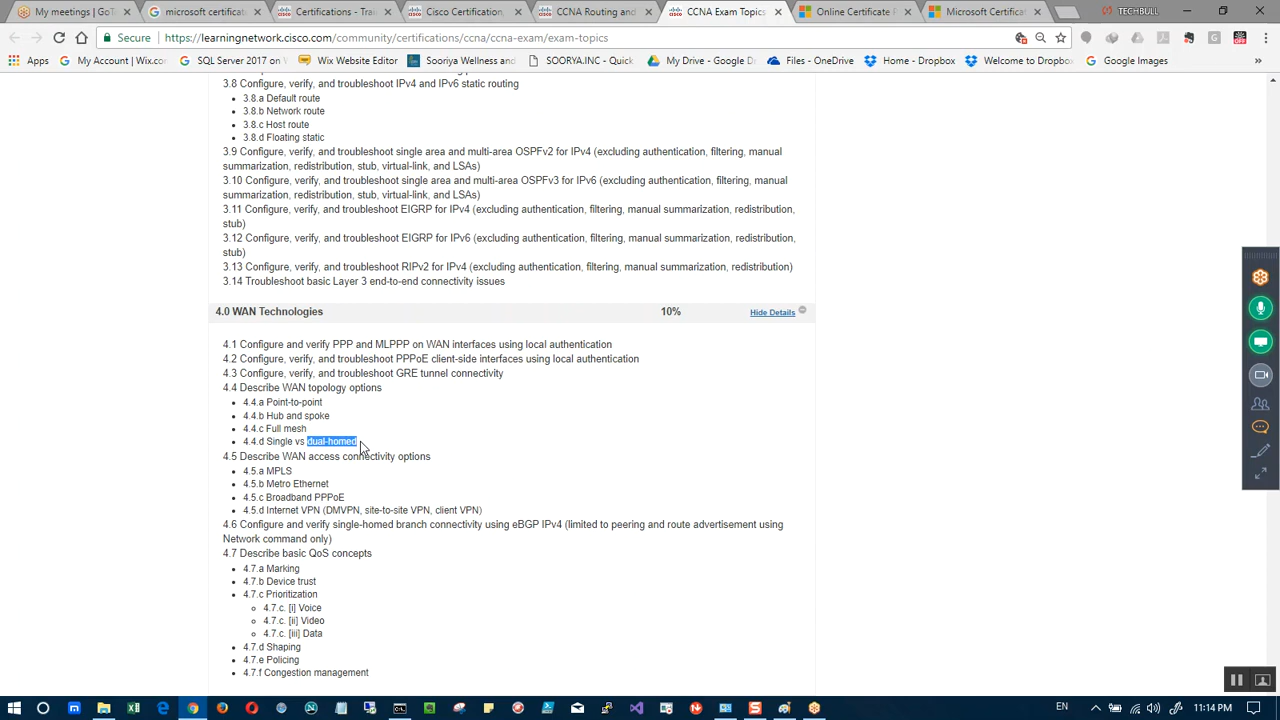 My meetings | GoT
microsoft certificat
Certifications - Trai
Cisco Certification,
CCNA Routing and
CCNA Exam Topics
Online Certificate P
Microsoft Certificat
TECHBULL
Secure
https://learningnetwork.cisco.com/community/certifications/ccna/ccna-exam/exam-topics
Apps
My Account | Wix.co
SQL Server 2017'dn V
Wix Website Editor
Sooriya Wellness and
SOORYA.INC - Quick
My Drive - Google D
Files - OneDrive
Home - Dropbox
Welcome to Dropbox
Google Images
»
3.8 Configure, verify, and troubleshoot IPv4 and IPv6 static routing
• 3.8.a Default route
• 3.8.b Network route
• 3.8.c Host route
• 3.8.d Floating static
3.9 Configure, verify, and troubleshoot single area and multi-area OSPFv2 for IPv4 (excluding authentication, filtering, manual
summarization, redistribution, stub, virtual-link, and LSAs)
3.10 Configure, verify, and troubleshoot single area and multi-area OSPFv3 for IPv6 (excluding authentication, filtering, manual
summarization, redistribution, stub, virtual-link, and LSAs)
3.11 Configure, verify, and troubleshoot EIGRP for IPv4 (excluding authentication, filtering, manual summarization, redistribution,
stub)
3.12 Configure, verify, and troubleshoot EIGRP for IPv6 (excluding authentication, filtering, manual summarization, redistribution,
stub)
3.13 Configure, verify, and troubleshoot RIPv2 for IPv4 (excluding authentication, filtering, manual summarization, redistribution)
3.14 Troubleshoot basic Layer 3 end-to-end connectivity issues
4.0 WAN Technologies 10% Hide Details
4.1 Configure and verify PPP and MLPPP on WAN interfaces using local authentication
4.2 Configure, verify, and troubleshoot PPPoE client-side interfaces using local authentication
4.3 Configure, verify, and troubleshoot GRE tunnel connectivity
4.4 Describe WAN topology options
• 4.4.a Point-to-point
• 4.4.b Hub and spoke
• 4.4.c Full mesh
• 4.4.d Single vs dual-homed
4.5 Describe WAN access connectivity options
• 4.5.a MPLS
• 4.5.b Metro Ethernet
• 4.5.c Broadband PPPoE
• 4.5.d Internet VPN (DMVPN, site-to-site VPN, client VPN)
4.6 Configure and verify single-homed branch connectivity using eBGP IPv4 (limited to peering and route advertisement using
Network command only)
4.7 Describe basic QoS concepts
• 4.7.a Marking
• 4.7.b Device trust
• 4.7.c Prioritization
4.7.c. [i] Voice
4.7.c. [ii] Video
4.7.c. [iii] Data
• 4.7.d Shaping
• 4.7.e Policing
• 4.7.f Congestion management
EN
11:14 PM